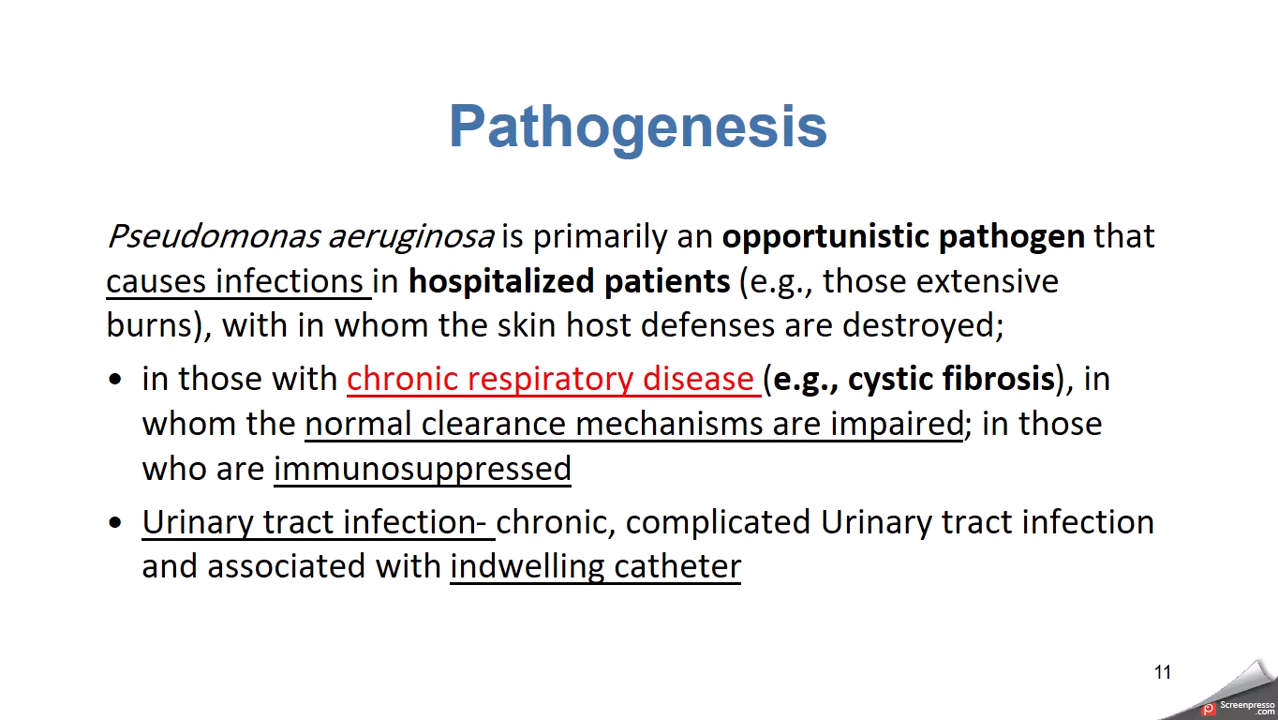 Pathogenesis
Pseudomonas aeruginosa is primarily an opportunistic pathogen that
causes infections in hospitalized patients (e.g., those extensive
burns), with in whom the skin host defenses are destroyed;
• in those with chronic respiratory disease (e.g., cystic fibrosis), in
whom the normal clearance mechanisms are impaired; in those
who are immunosuppressed
• Urinary tract infection- chronic, complicated Urinary tract infection
and associated with indwelling catheter
11
Screenpresso
.com